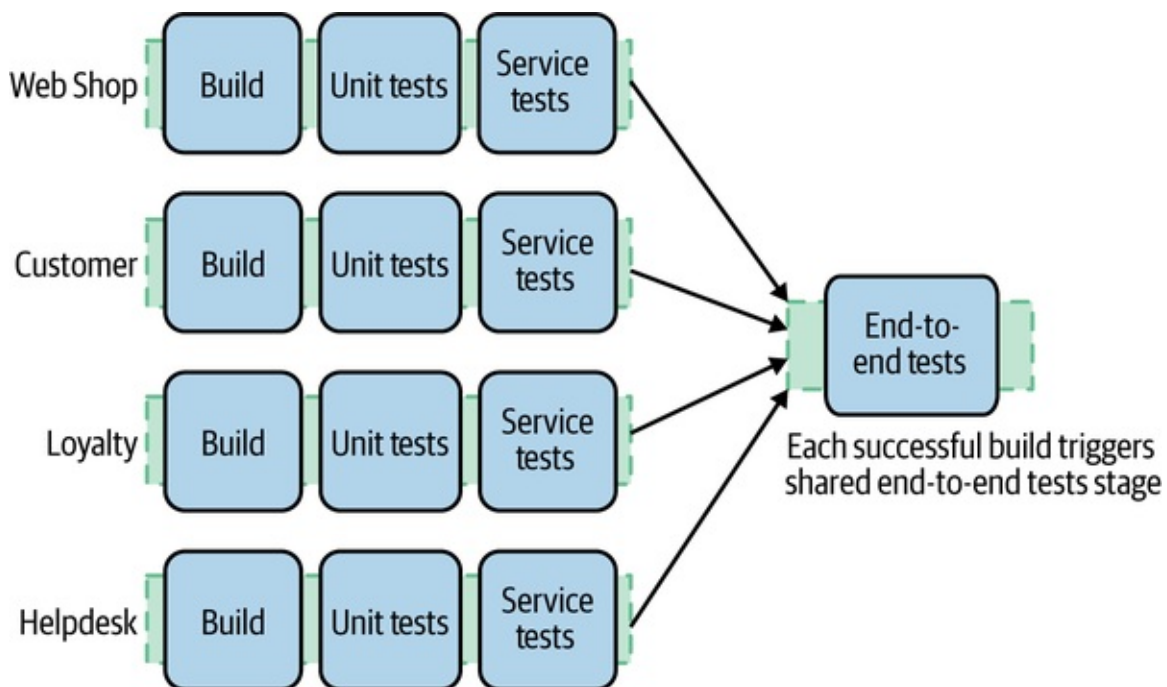 Web Shop
Build
Unit tests
Service
tests
Customer
Build
Unit tests
Service
tests
Loyalty
Build
Unit tests
Service
tests
Helpdesk
Build
Unit tests
Service
tests
End-to-
end tests
Each successful build triggers
shared end-to-end tests stage